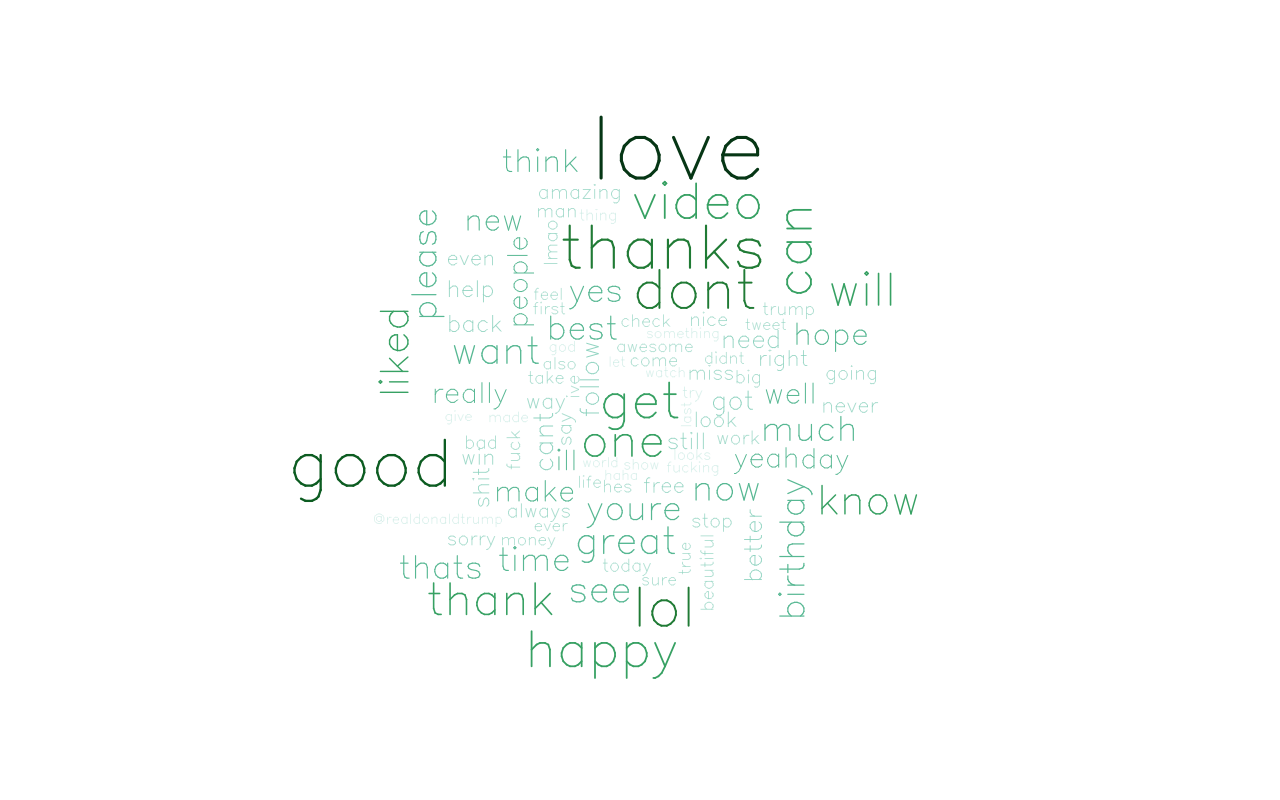 love
think
amazing
video
man
thing
new
please
can
people
lmao
thanks
even
dont
will
help
feel
yes
first
trump
liked
back
best
check
nice
tweet
hope
something
need
want
god
awesome
follow
also
let
come
didnt
right
take
ive
watch
miss
big
going
really
way
get
try
got
well
never
give
made
cant
say
last
look
much
good
bad
fuck
one
still
work
win
ill
world
show
looks
fucking
yeah
day
shit
haha
make
life
hes
free
now
birthday
know
@realdonaldtrump
always
ever
youre
stop
better
sorry
money
great
true
beautiful
thats
time
today
sure
thank
see
lol
happy